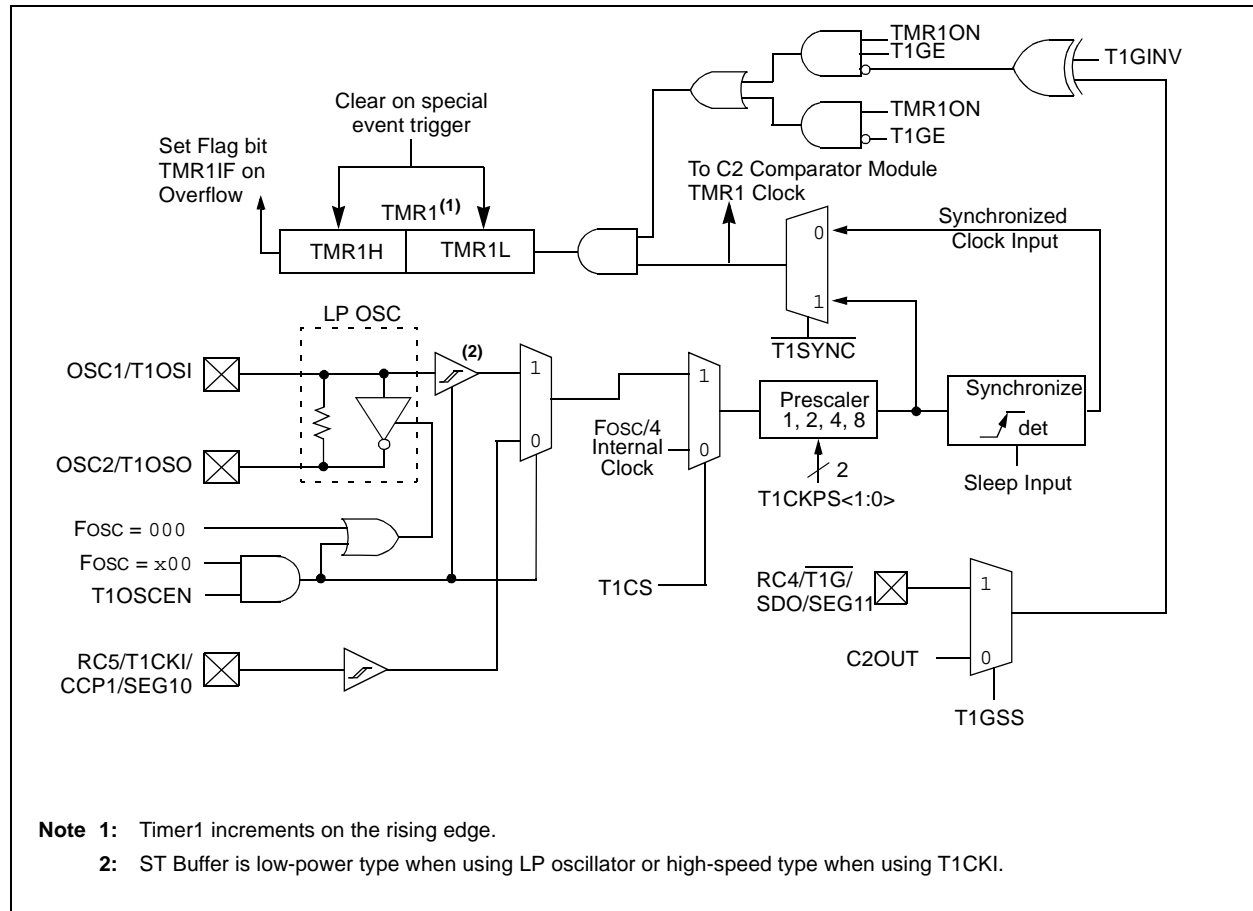 TMR1ON
T1GE
T1GINV
TMR1ON
T1GE
Clear on special
event trigger
Set Flag bit
TMR1IF on
Overflow
To C2 Comparator Module
TMR1 Clock
TMR1(1)
TMR1H
TMR1L
0
1
T1SYNC
Synchronized
Clock Input
LP OSC
(2)
OSC1/T1OSI
OSC2/T1OSO
1
0
1
0
FOSC/4
Internal
Clock
Prescaler
1, 2, 4, 8
2
T1CKPS<1:0>
Synchronize
det
Sleep Input
FOSC = 000
FOSC = x00
T1OSCEN
T1CS
RC4/T1G/
SDO/SEG11
1
0
C2OUT
T1GSS
RC5/T1CKI/
CCP1/SEG10
Note 1: Timer1 increments on the rising edge.
2: ST Buffer is low-power type when using LP oscillator or high-speed type when using T1CKI.